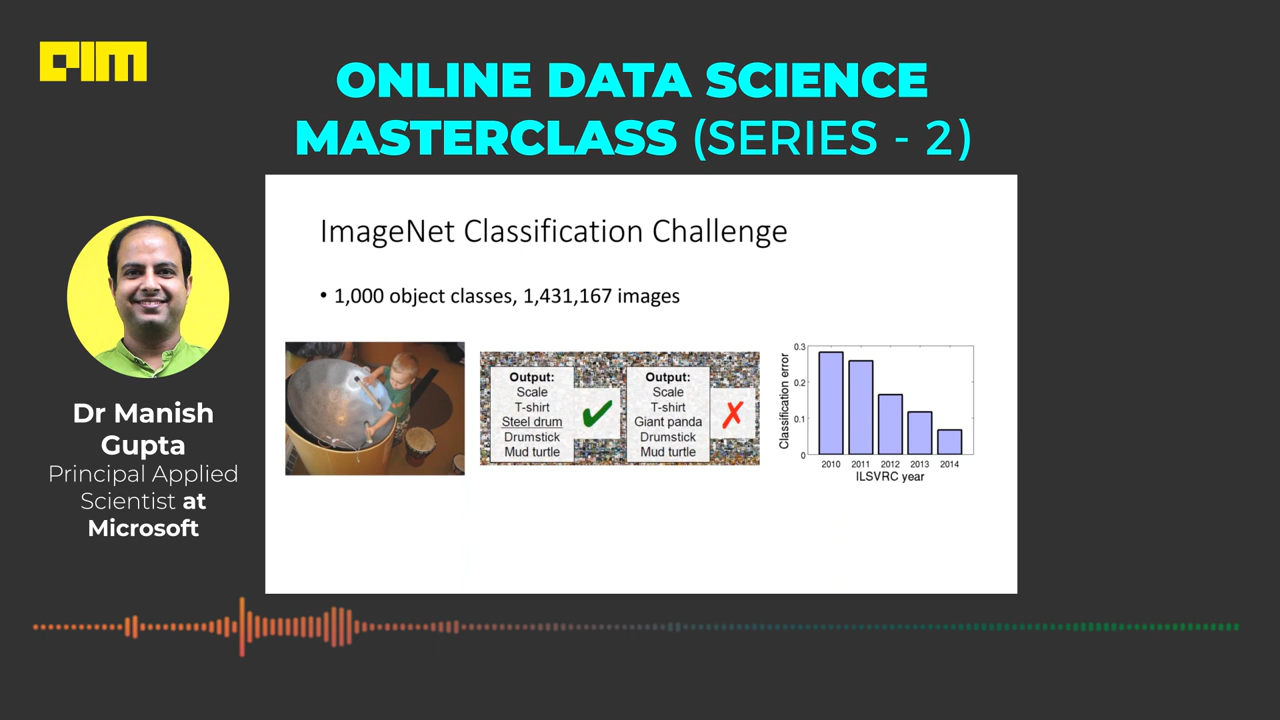 AIM
ONLINE DATA SCIENCE
MASTERCLASS (SERIES - 2)
Dr Manish
Gupta
Principal Applied
Scientist at
Microsoft
ImageNet Classification Challenge
• 1,000 object classes, 1,431,167 images
Output:
Scale
T-shirt
Steel drum
Drumstick
Mud turtle
Output:
Scale
T-shirt
Giant panda
Drumstick
Mud turtle
Classification error
0.3
0.2
0.1
0
2010 2011 2012 2013 2014
ILSVRC year